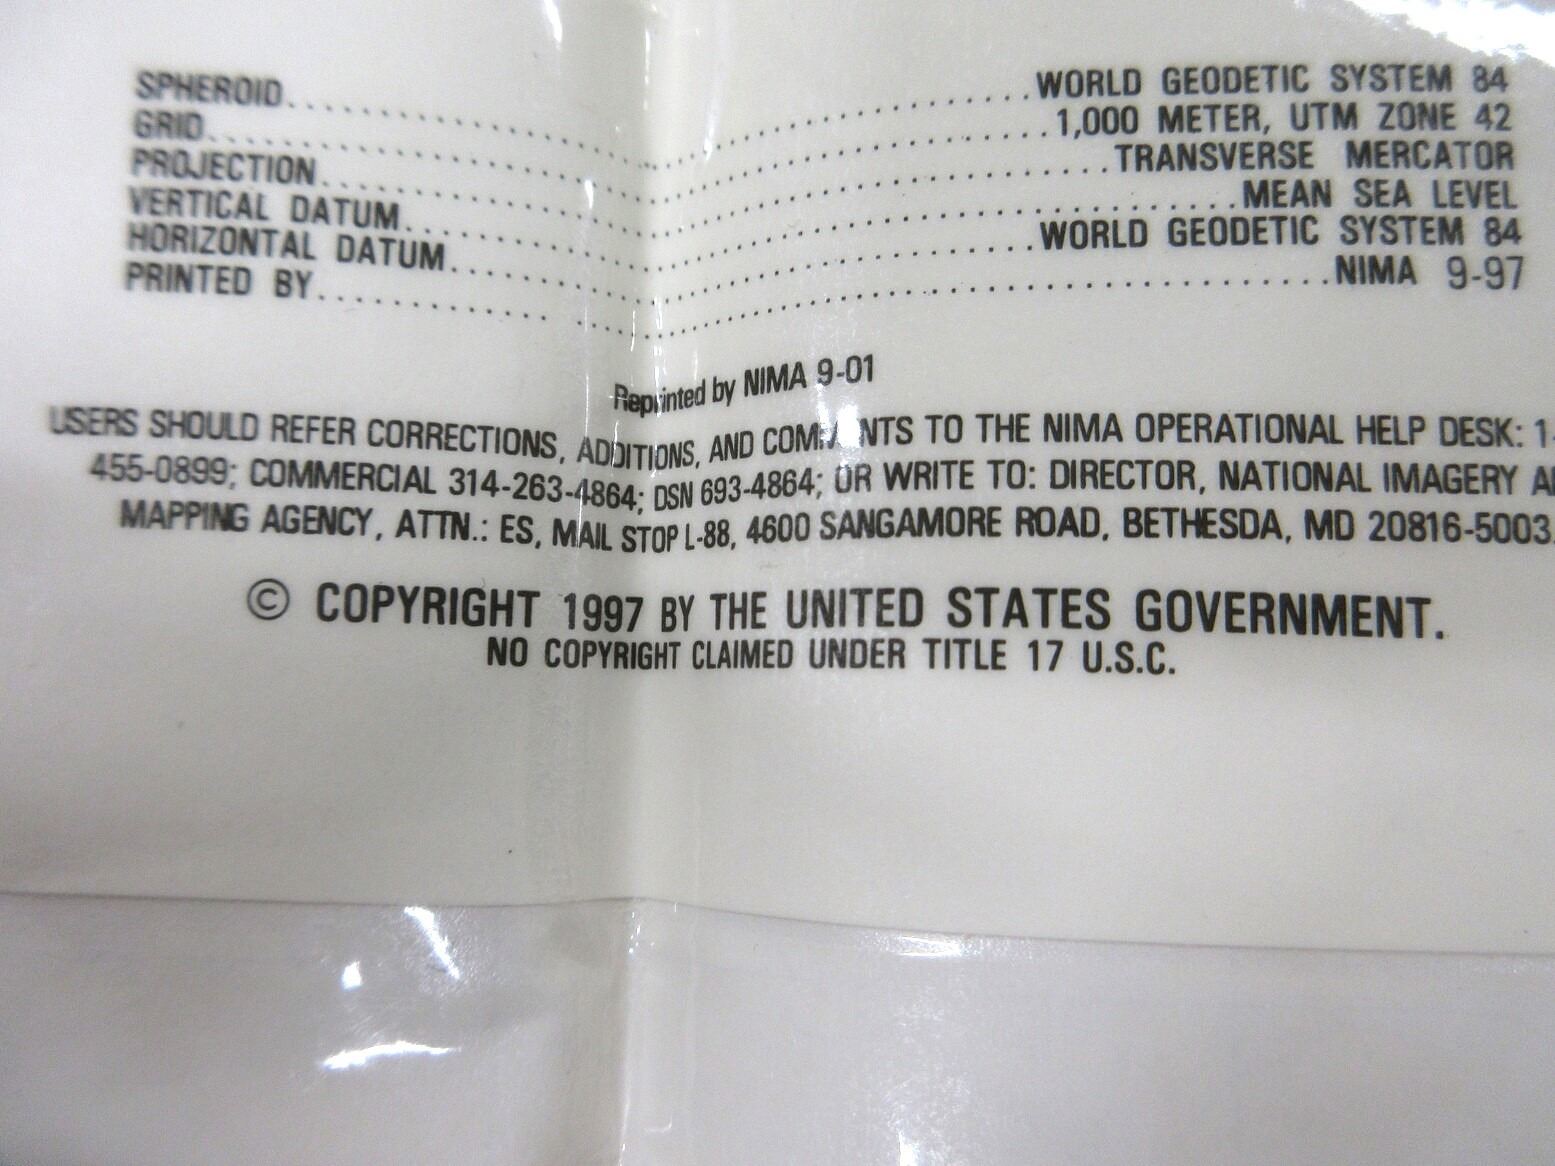 SPHEROID..............................WORLD GEODETIC SYSTEM 84
GRID..............................1,000 METER, UTM ZONE 42
PROJECTION..............................TRANSVERSE MERCATOR
VERTICAL DATUM..............................MEAN SEA LEVEL
HORIZONTAL DATUM..............................WORLD GEODETIC SYSTEM 84
PRINTED BY..............................NIMA 9-97
Reprinted by NIMA 9-01
USERS SHOULD REFER CORRECTIONS, ADDITIONS, AND COMMENTS TO THE NIMA OPERATIONAL HELP DESK: 1-
455-0899; COMMERCIAL 314-263-4864; DSN 693-4864; OR WRITE TO: DIRECTOR, NATIONAL IMAGERY
MAPPING AGENCY, ATTN.: ES, MAIL STOP L-88, 4600 SANGAMORE ROAD, BETHESDA, MD 20816-5003.
© COPYRIGHT 1997 BY THE UNITED STATES GOVERNMENT.
NO COPYRIGHT CLAIMED UNDER TITLE 17 U.S.C.